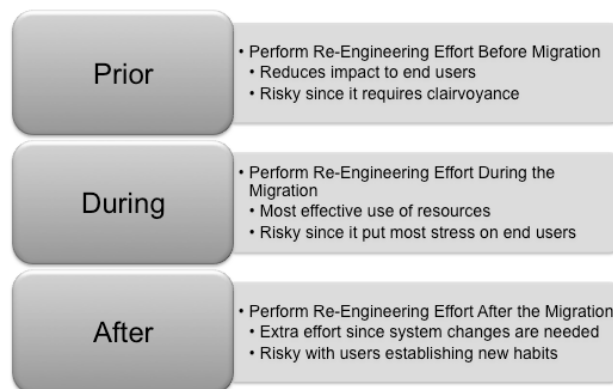 Prior
• Perform Re-Engineering Effort Before Migration
• Reduces impact to end users
• Risky since it requires clairvoyance
During
• Perform Re-Engineering Effort During the
Migration
• Most effective use of resources
• Risky since it put most stress on end users
After
• Perform Re-Engineering Effort After the Migration
• Extra effort since system changes are needed
• Risky with users establishing new habits